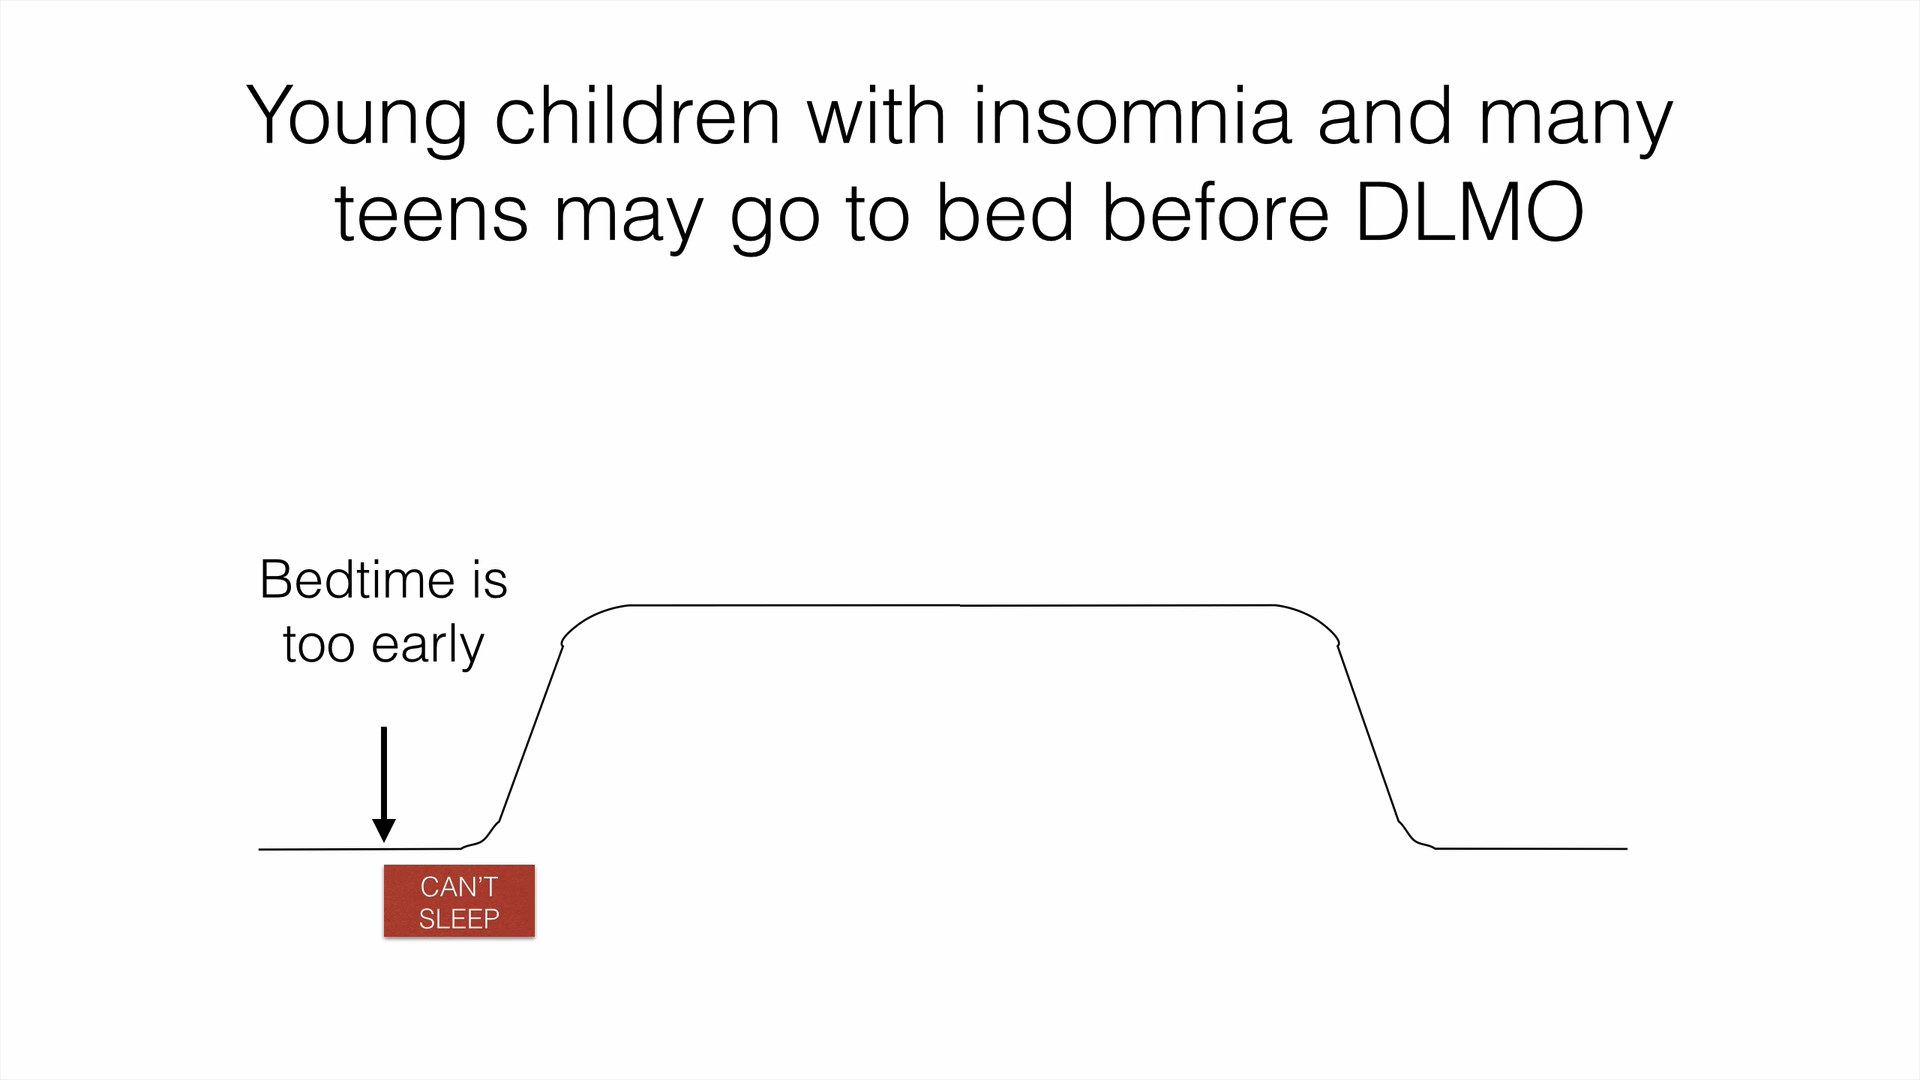 Young children with insomnia and many
teens may go to bed before DLMO
Bedtime is
too early
CAN’T
SLEEP